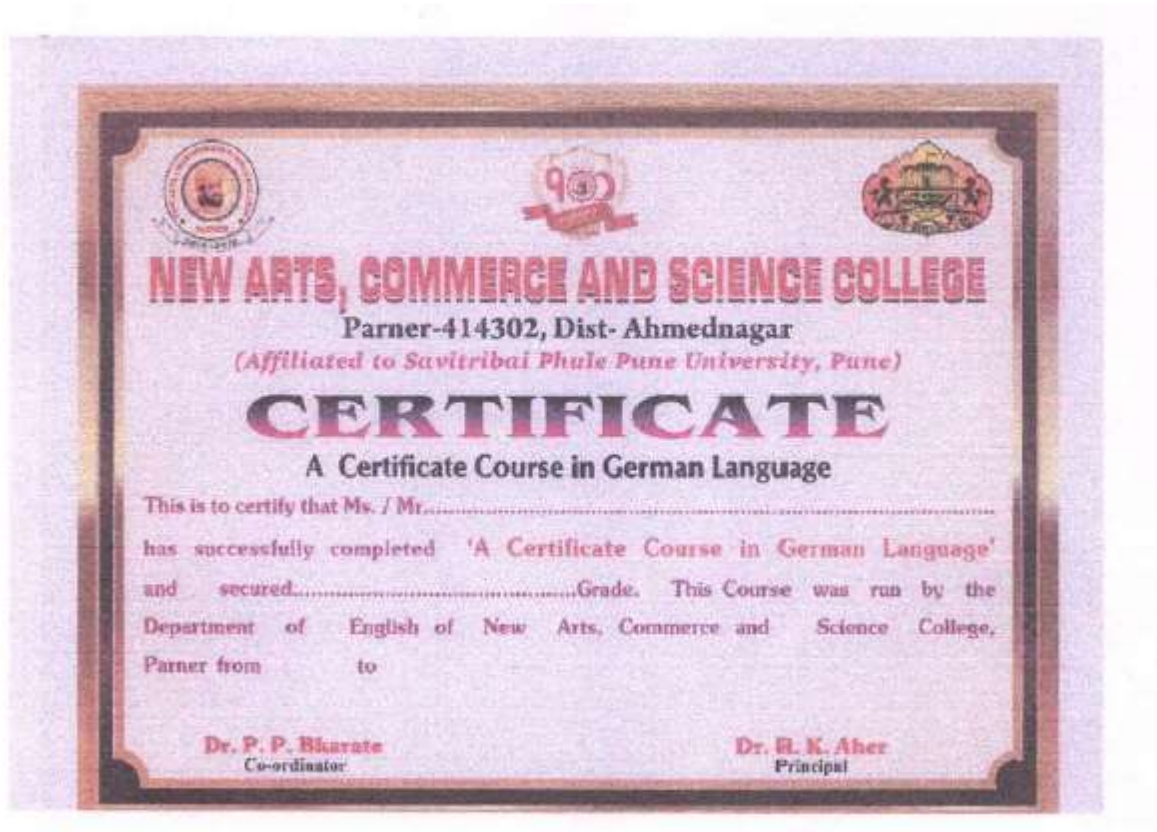 १००
NEW ARTS, COMMERCE AND SCIENCE COLLEGE
Parner-414302, Dist- Ahmednagar
(Affiliated to Savitribai Phule Pune University, Pune)
CERTIFICATE
A Certificate Course in German Language
This is to certify that Ms. / Mr..........................................................................................................
has successfully completed 'A Certificate Course in German Language'
and secured..................................................Grade. This Course was run by the
Department of English of New Arts, Commerce and Science College,
Parner from to
Dr. P. P. Bharate Dr. R. K. Aher
Co-ordinator Principal